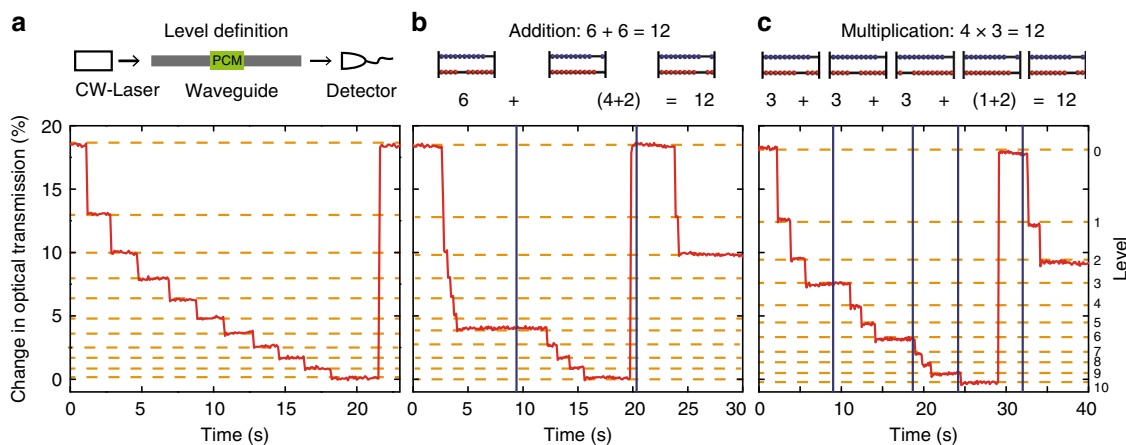 a
Level definition
PCM
CW-Laser
Waveguide
Detector
b
Addition: 6 + 6 = 12
6 + (4+2) = 12
c
Multiplication: 4 × 3 = 12
3 + 3 + 3 + (1+2) = 12
Change in optical transmission (%)
20
15
10
5
0
0 5 10 15 20
Time (s)
0 5 10 15 20 25 30
Time (s)
0 10 20 30 40
Time (s)
0
1
2
3
4
5
6
7
8
9
10
Level